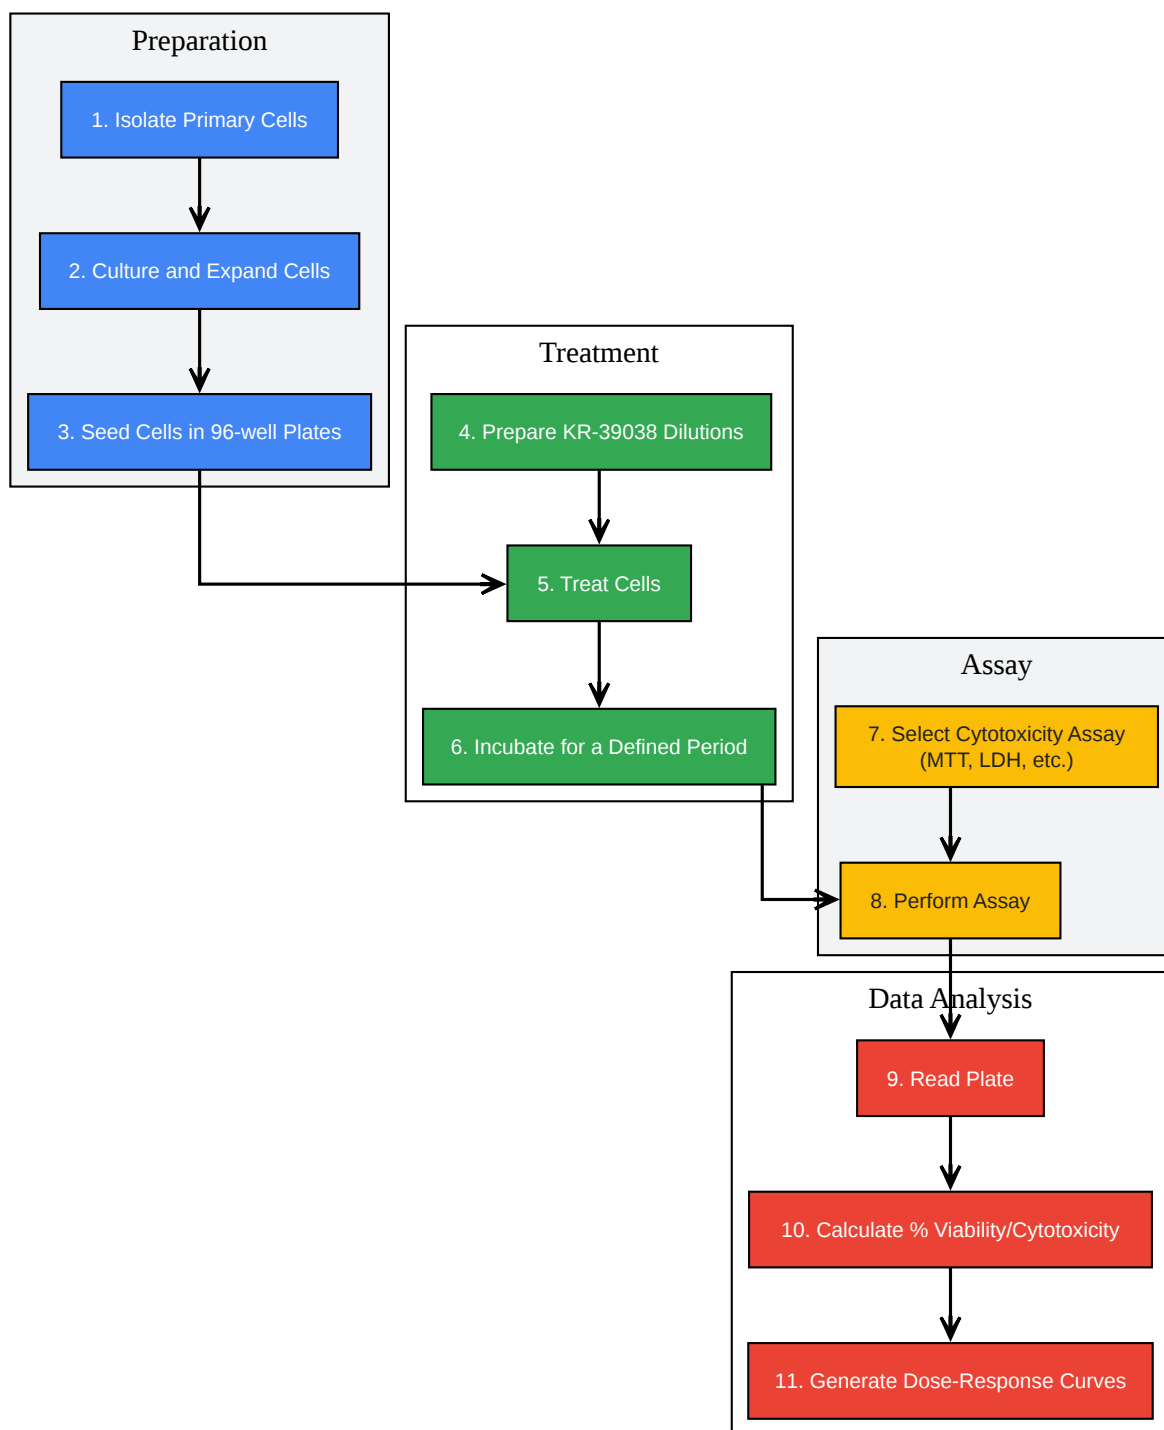 Preparation
1. Isolate Primary Cells
2. Culture and Expand Cells
3. Seed Cells in 96-well Plates
Treatment
4. Prepare KR-39038 Dilutions
5. Treat Cells
6. Incubate for a Defined Period
Assay
7. Select Cytotoxicity Assay
(MTT, LDH, etc.)
8. Perform Assay
Data Analysis
9. Read Plate
10. Calculate % Viability/Cytotoxicity
11. Generate Dose-Response Curves